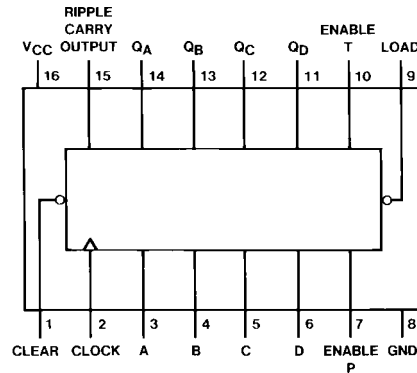 RIPPLE
CARRY
OUTPUT
VCC
QA
QB
QC
QD
ENABLE
T
LOAD
16
15
14
13
12
11
10
9
1
2
3
4
5
6
7
8
CLEAR
CLOCK
A
B
C
D
ENABLE
P
GND